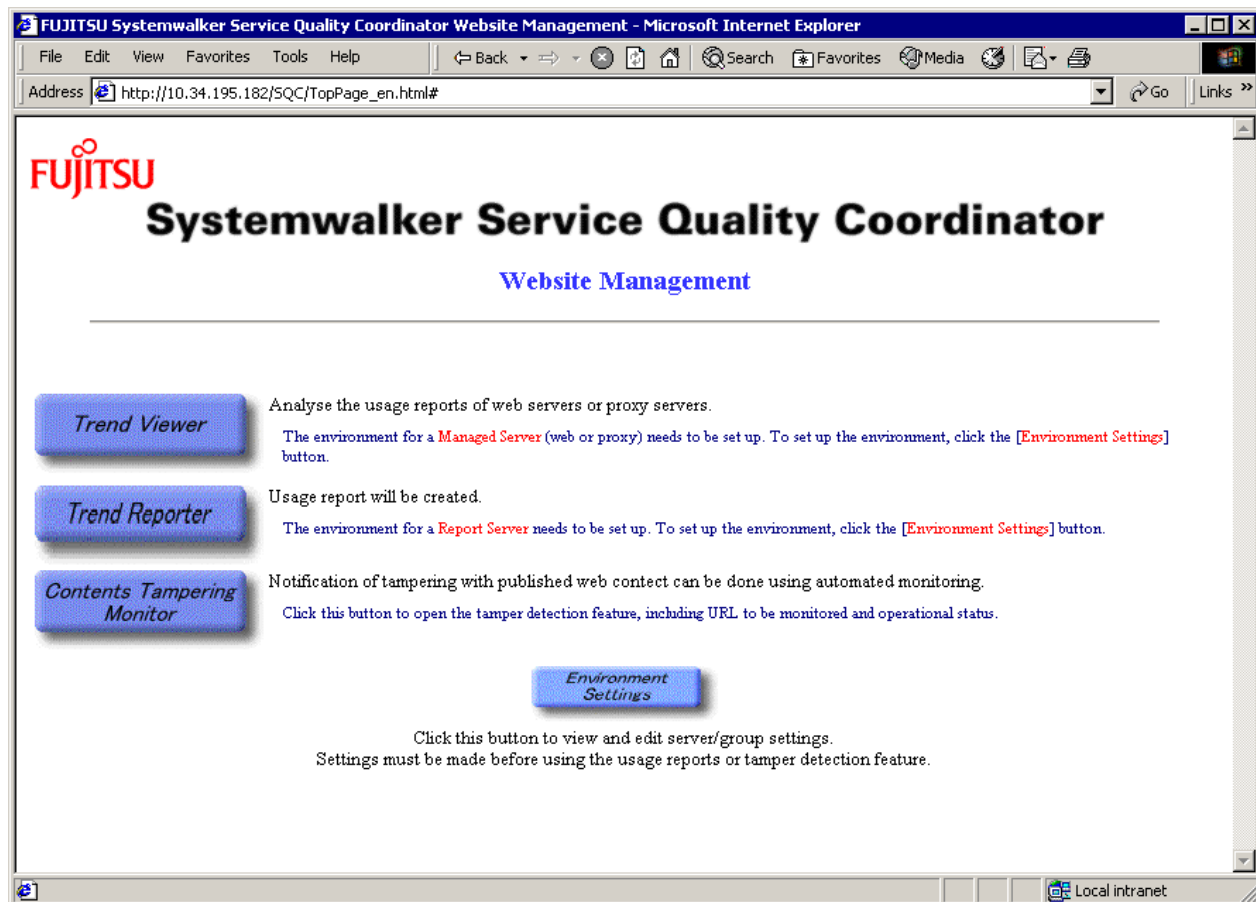 FUJITSU Systemwalker Service Quality Coordinator Website Management - Microsoft Internet Explorer
File Edit View Favorites Tools Help Back Search Favorites Media
Address http://10.34.195.182/SQC/TopPage_en.html# Go Links »
FUJITSU
Systemwalker Service Quality Coordinator
Website Management
Trend Viewer
Analyse the usage reports of web servers or proxy servers.
The environment for a Managed Server (web or proxy) needs to be set up. To set up the environment, click the [Environment Settings]
button.
Trend Reporter
Usage report will be created.
The environment for a Report Server needs to be set up. To set up the environment, click the [Environment Settings] button.
Contents Tampering
Monitor
Notification of tampering with published web contect can be done using automated monitoring.
Click this button to open the tamper detection feature, including URL to be monitored and operational status.
Environment
Settings
Click this button to view and edit server/group settings.
Settings must be made before using the usage reports or tamper detection feature.
Local intranet